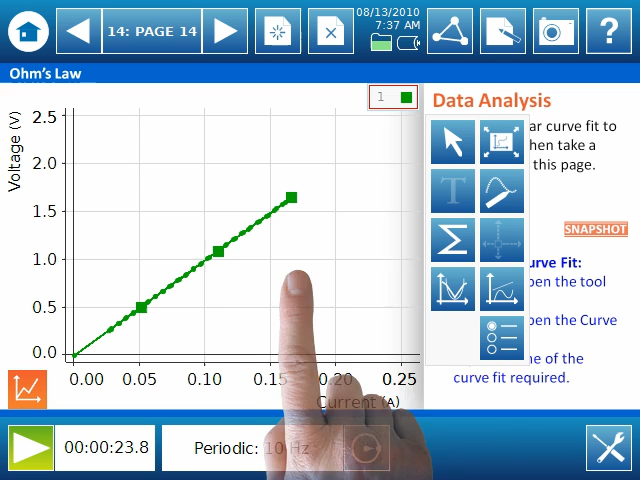 14: PAGE 14
08/13/2010
7:37 AM
?
Ohm's Law
1
Voltage (V)
2.5
2.0
1.5
1.0
0.5
0.0
0.00 0.05 0.10 0.15 0.20 0.25
Current (A)
Data Analysis
ar curve fit to
hen take a
this page.
SNAPSHOT
urve Fit:
pen the tool
pen the Curve
ne of the
curve fit required.
T
Σ
00:00:23.8
Periodic: 10 Hz